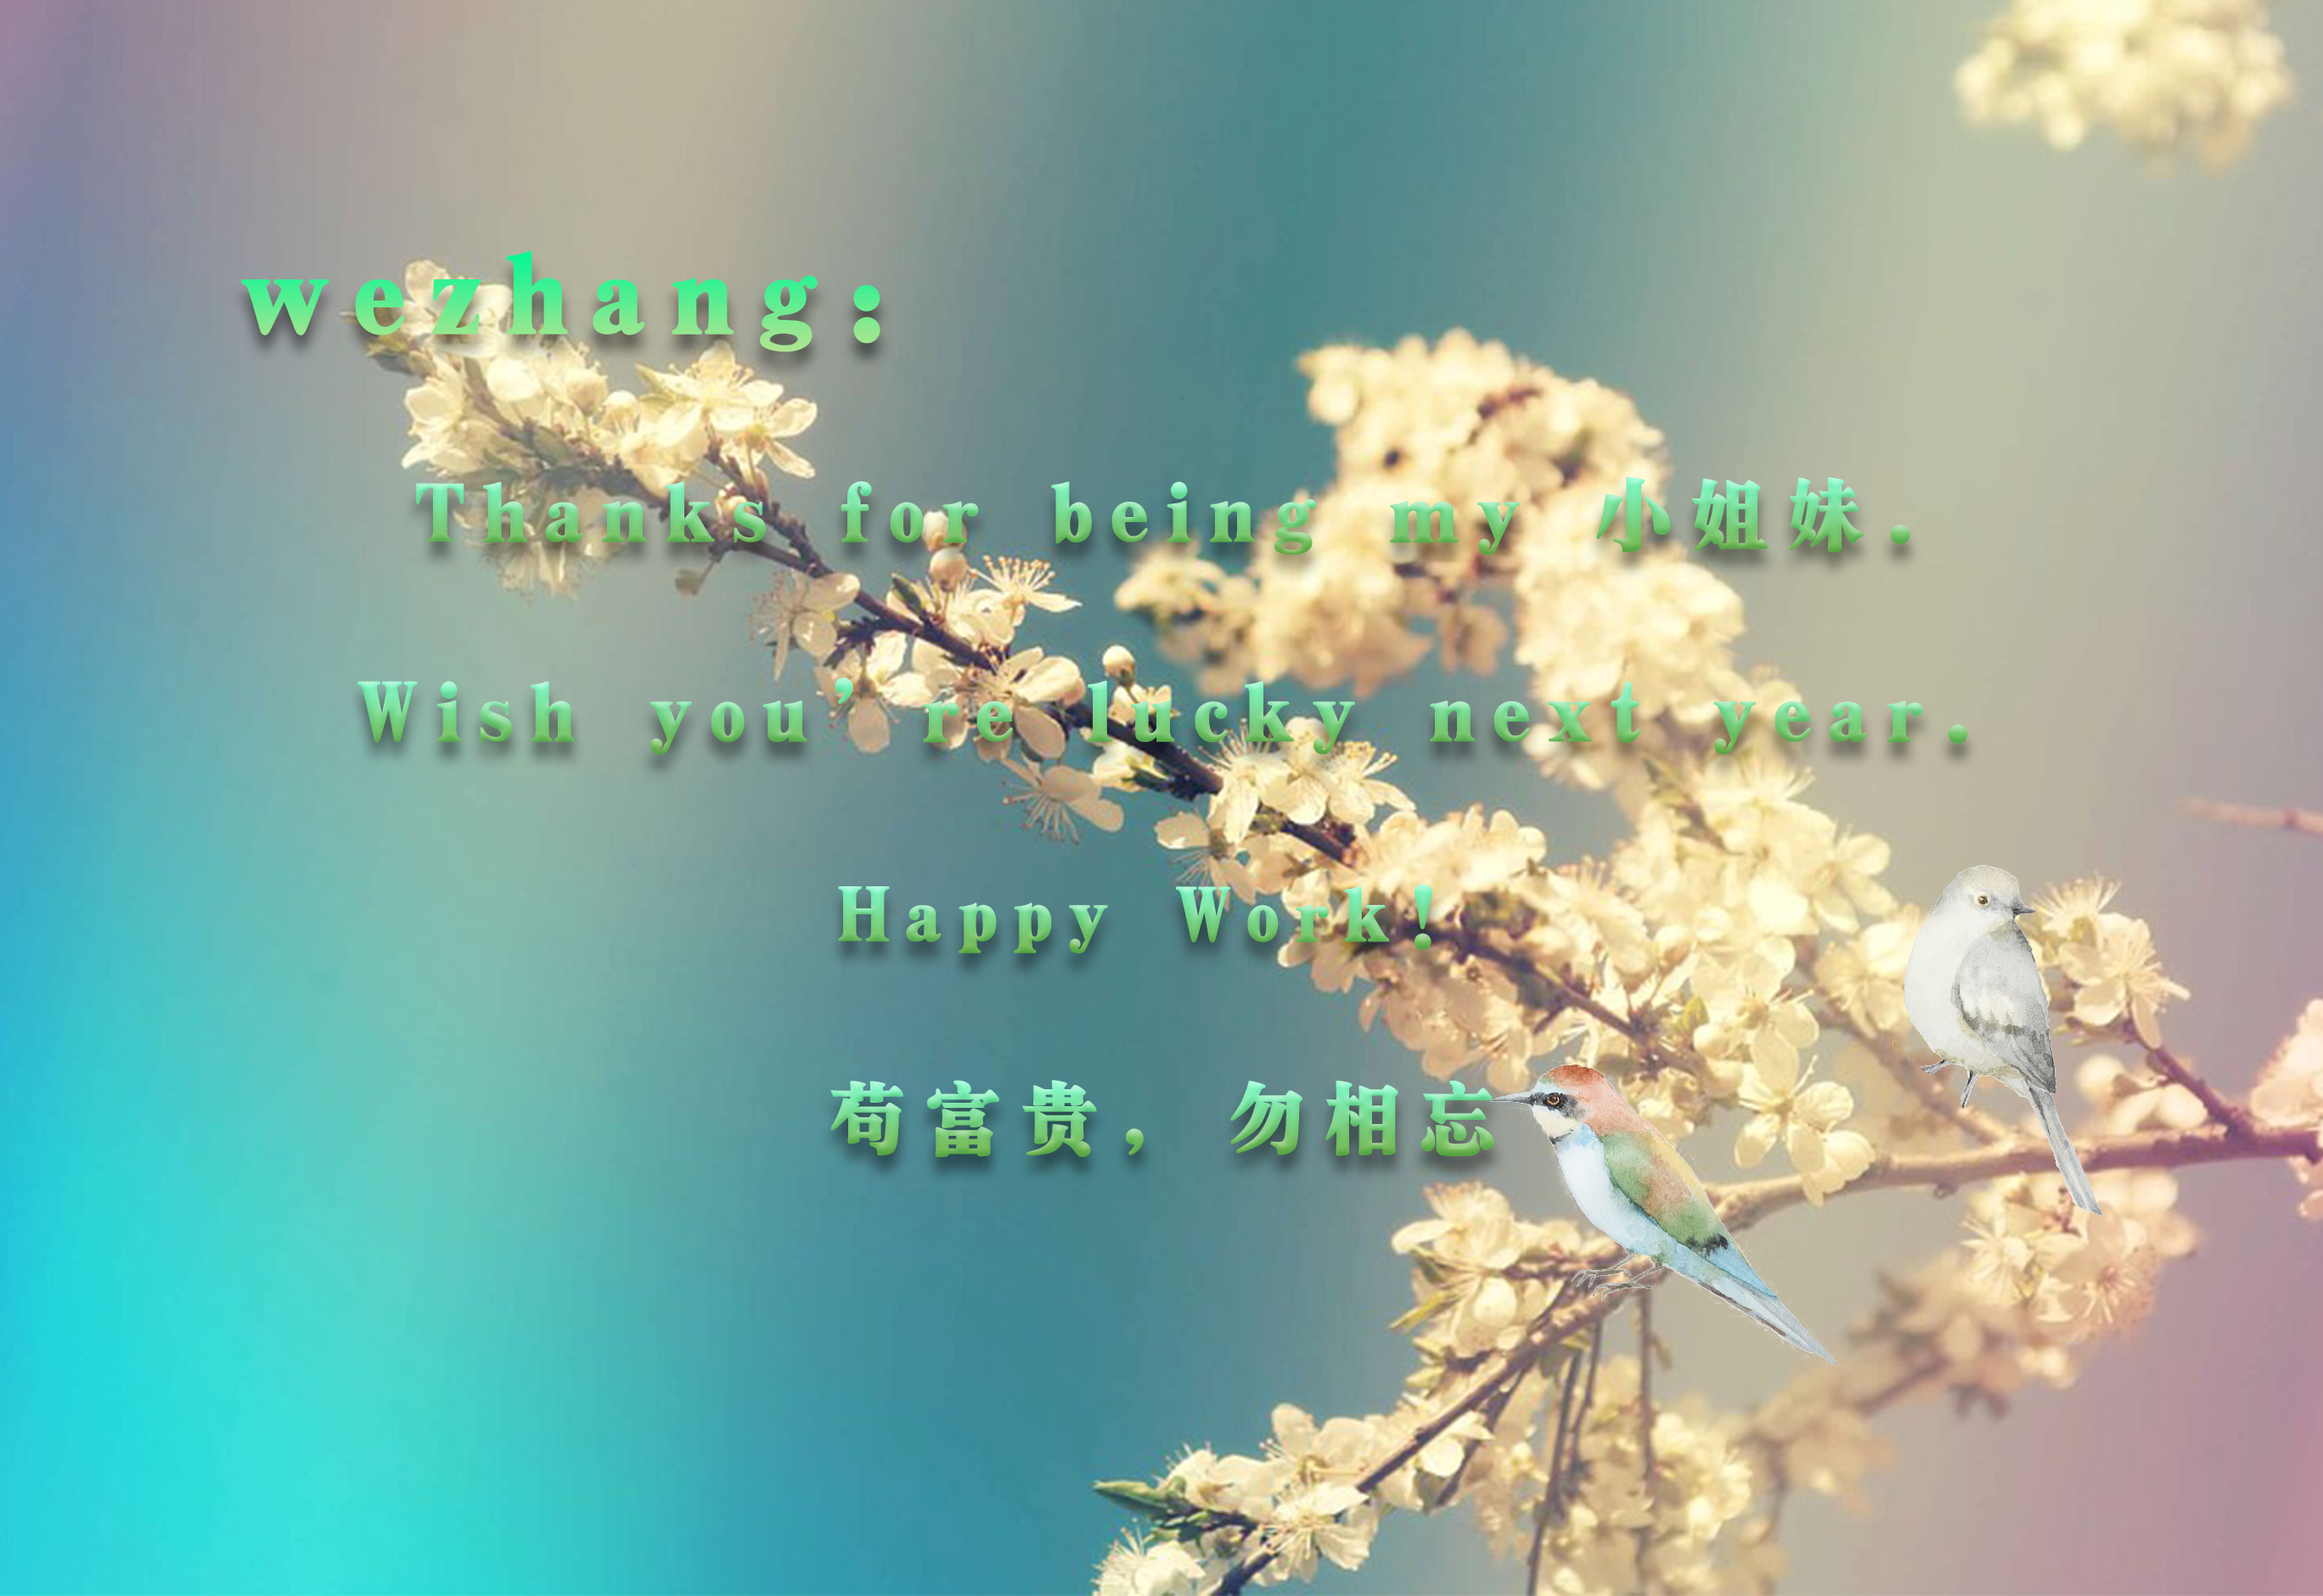 wezhang:
Thanks for being my 小姐妹.
Wish you're lucky next year.
Happy Work!
苟富贵，勿相忘